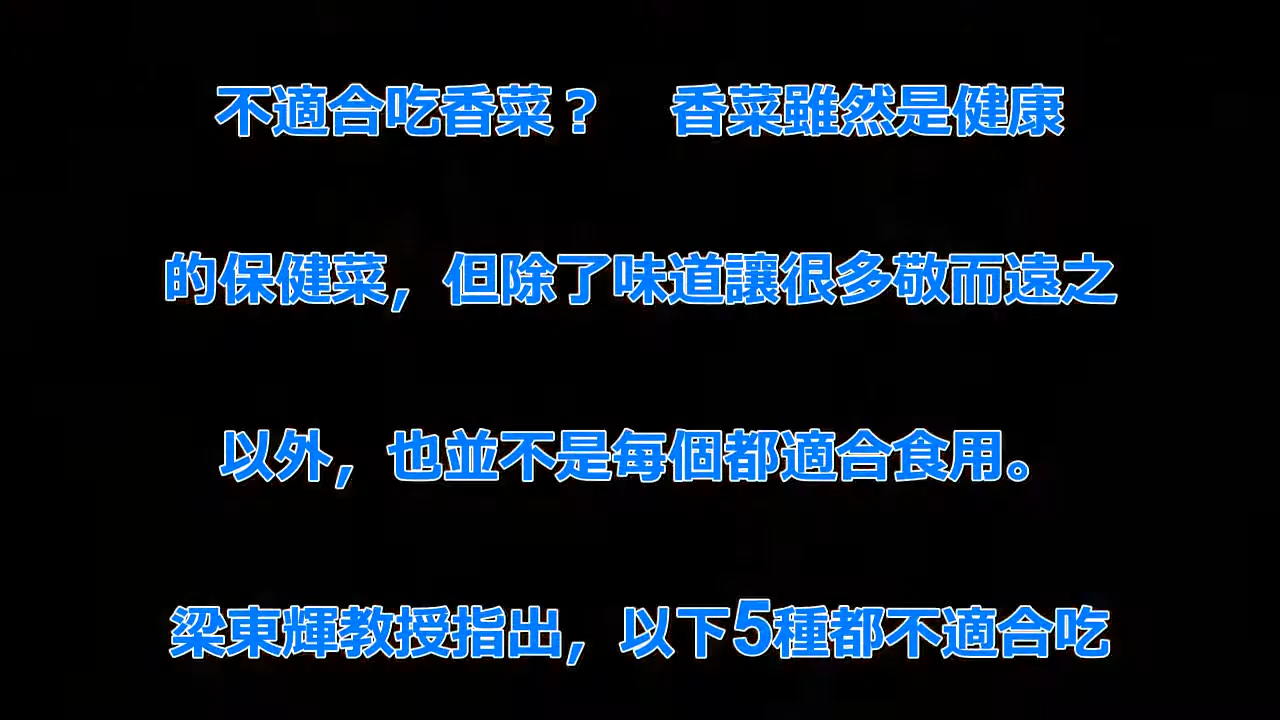 不適合吃香菜？ 香菜雖然是健康
的保健菜，但除了味道讓很多敬而遠之
以外，也並不是每個都適合食用。
梁東輝教授指出，以下5種都不適合吃